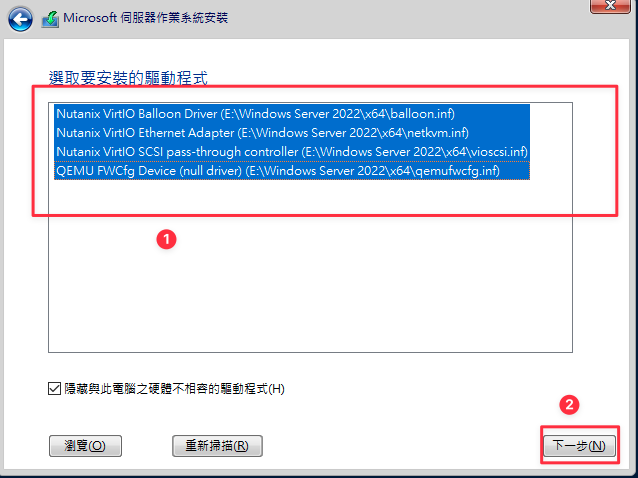 Microsoft 伺服器作業系統安裝
選取要安裝的驅動程式
Nutanix VirtIO Balloon Driver (E:\Windows Server 2022\x64\balloon.inf)
Nutanix VirtIO Ethernet Adapter (E:\Windows Server 2022\x64\netkvm.inf)
Nutanix VirtIO SCSI pass-through controller (E:\Windows Server 2022\x64\vioscsi.inf)
QEMU FWCfg Device (null driver) (E:\Windows Server 2022\x64\qemufwcfg.inf)
1
隱藏與此電腦之硬體不相容的驅動程式(H)
2
瀏覽(O) 重新掃描(R) 下一步(N)